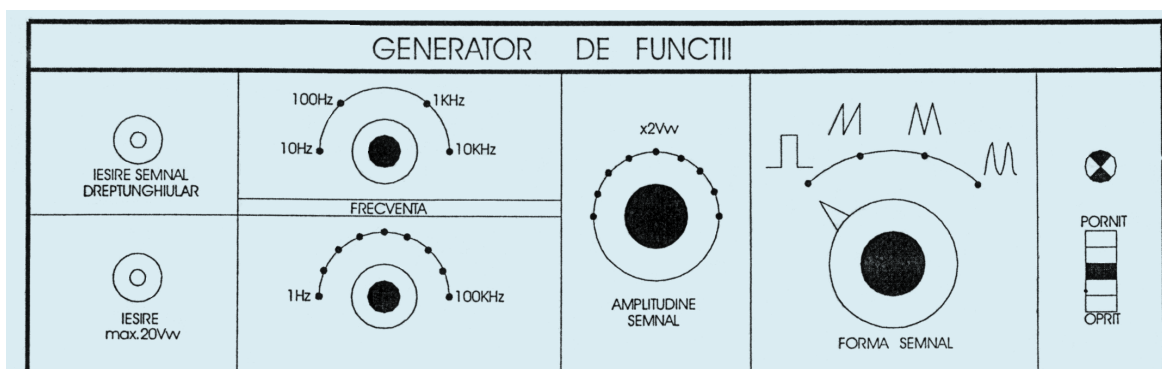 GENERATOR DE FUNCTII
IESIRE SEMNAL
DREPTUNGHIULAR
IESIRE
max.20Vvv
100Hz
1KHz
10Hz
10KHz
FRECVENTA
1Hz
100KHz
x2Vvv
AMPLITUDINE
SEMNAL
FORMA SEMNAL
PORNIT
OPRIT